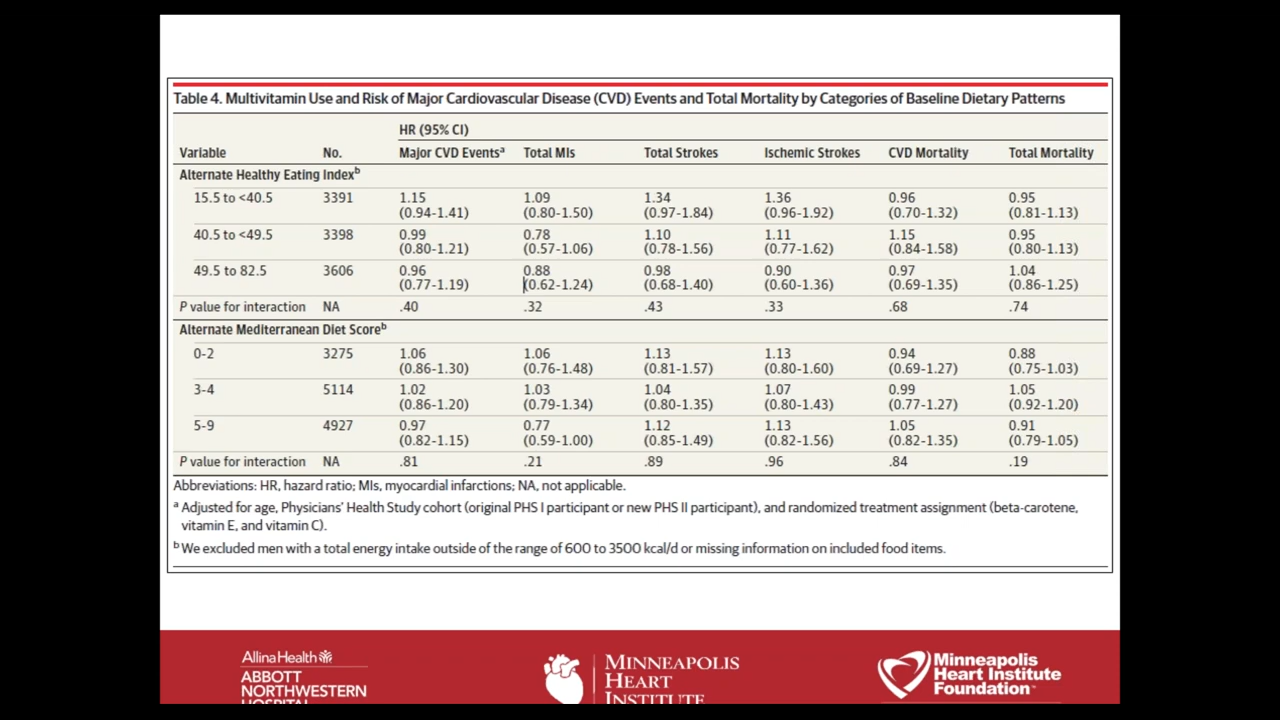 Table 4. Multivitamin Use and Risk of Major Cardiovascular Disease (CVD) Events and Total Mortality by Categories of Baseline Dietary Patterns
HR (95% CI)
Variable No. Major CVD Eventsᵃ Total MIs Total Strokes Ischemic Strokes CVD Mortality Total Mortality
Alternate Healthy Eating Indexᵇ
15.5 to <40.5 3391 1.15 1.09 1.34 1.36 0.96 0.95
(0.94-1.41) (0.80-1.50) (0.97-1.84) (0.96-1.92) (0.70-1.32) (0.81-1.13)
40.5 to <49.5 3398 0.99 0.78 1.10 1.11 1.15 0.95
(0.80-1.21) (0.57-1.06) (0.78-1.56) (0.77-1.62) (0.84-1.58) (0.80-1.13)
49.5 to 82.5 3606 0.96 0.88 0.98 0.90 0.97 1.04
(0.77-1.19) (0.62-1.24) (0.68-1.40) (0.60-1.36) (0.69-1.35) (0.86-1.25)
P value for interaction NA .40 .32 .43 .33 .68 .74
Alternate Mediterranean Diet Scoreᵇ
0-2 3275 1.06 1.06 1.13 1.13 0.94 0.88
(0.86-1.30) (0.76-1.48) (0.81-1.57) (0.80-1.60) (0.69-1.27) (0.75-1.03)
3-4 5114 1.02 1.03 1.04 1.07 0.99 1.05
(0.86-1.20) (0.79-1.34) (0.80-1.35) (0.80-1.43) (0.77-1.27) (0.92-1.20)
5-9 4927 0.97 0.77 1.12 1.13 1.05 0.91
(0.82-1.15) (0.59-1.00) (0.85-1.49) (0.82-1.56) (0.82-1.35) (0.79-1.05)
P value for interaction NA .81 .21 .89 .96 .84 .19
Abbreviations: HR, hazard ratio; MIs, myocardial infarctions; NA, not applicable.
ᵃ Adjusted for age, Physicians' Health Study cohort (original PHS I participant or new PHS II participant), and randomized treatment assignment (beta-carotene,
vitamin E, and vitamin C).
ᵇ We excluded men with a total energy intake outside of the range of 600 to 3500 kcal/d or missing information on included food items.
Allina Health
ABBOTT
NORTHWESTERN
HOSPITAL
MINNEAPOLIS
HEART
INSTITUTE
Minneapolis
Heart Institute
Foundation™